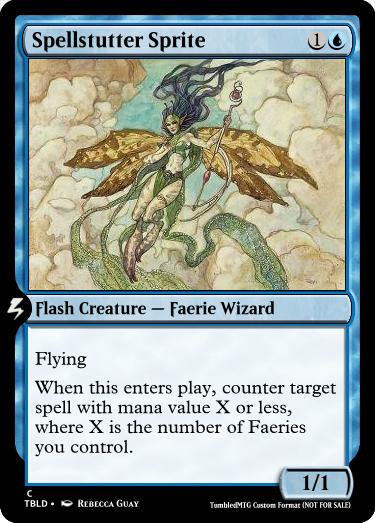 Spellstutter Sprite 1
Flash Creature — Faerie Wizard
Flying
When this enters play, counter target
spell with mana value X or less,
where X is the number of Faeries
you control.
1/1
C
TBLD • Rebecca Guay
TumbledMTG Custom Format (NOT FOR SALE)